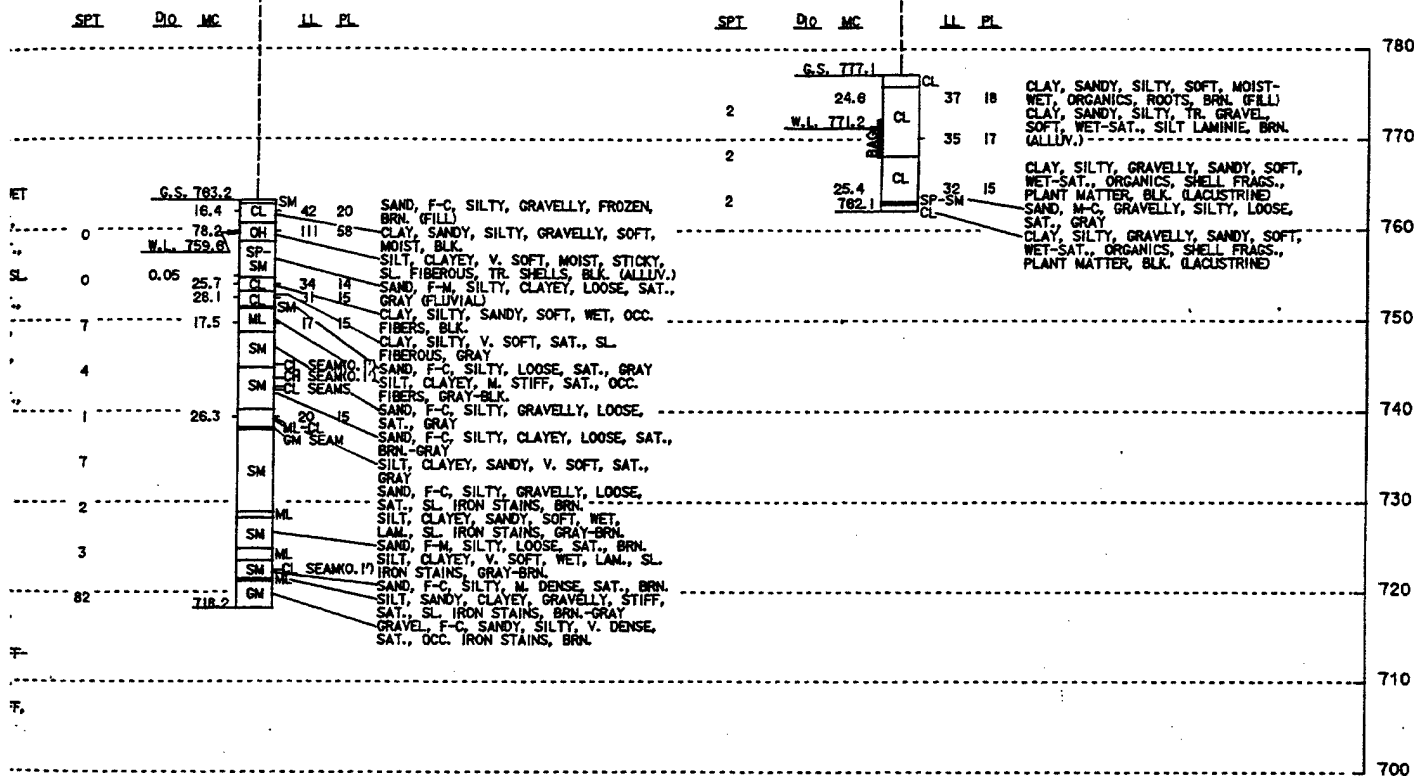 SPT D10 MC LL PL
SPT D10 MC LL PL
780
770
760
750
740
730
720
710
700
G.S. 763.2
SM
16.4 CL 42 20
0
78.2 OH 111 58
W.L. 759.6
SP-
SM
0 0.05
25.7 CL 34 14
28.1 CL 31 15
SM
7 17.5 ML 17 15
SM
4
CL SEAM(0.1')
CH SEAM(0.1')
SM
CL SEAMS
1 26.3 20 15
ML-CL
GM SEAM
7
SM
2
ML
SM
3
ML
SM CL SEAM(0.1')
ML
82 GM
718.2
SAND, F-C, SILTY, GRAVELLY, FROZEN,
BRN. (FILL)
CLAY, SANDY, SILTY, GRAVELLY, SOFT,
MOIST, BLK.
SILT, CLAYEY, V. SOFT, MOIST, STICKY,
SL. FIBEROUS, TR. SHELLS, BLK. (ALLUV.)
SAND, F-M, SILTY, CLAYEY, LOOSE, SAT.,
GRAY (FLUVIAL)
CLAY, SILTY, SANDY, SOFT, WET, OCC.
FIBERS, BLK.
CLAY, SILTY, V. SOFT, SAT., SL.
FIBEROUS, GRAY
SAND, F-C, SILTY, LOOSE, SAT., GRAY
SILT, CLAYEY, M. STIFF, SAT., OCC.
FIBERS, GRAY-BLK.
SAND, F-C, SILTY, GRAVELLY, LOOSE,
SAT., GRAY
SAND, F-C, SILTY, CLAYEY, LOOSE, SAT.,
BRN.-GRAY
SILT, CLAYEY, SANDY, V. SOFT, SAT.,
GRAY
SAND, F-C, SILTY, GRAVELLY, LOOSE,
SAT., SL. IRON STAINS, BRN.
SILT, CLAYEY, SANDY, SOFT, WET,
LAM., SL. IRON STAINS, GRAY-BRN.
SAND, F-M, SILTY, LOOSE, SAT., BRN.
SILT, CLAYEY, V. SOFT, WET, LAM., SL.
IRON STAINS, GRAY-BRN.
SAND, F-C, SILTY, M. DENSE, SAT., BRN.
SILT, SANDY, CLAYEY, GRAVELLY, STIFF,
SAT., SL. IRON STAINS, BRN.-GRAY
GRAVEL, F-C, SANDY, SILTY, V. DENSE,
SAT., OCC. IRON STAINS, BRN.
G.S. 777.1
CL
24.6 37 18
2 CL
W.L. 771.2
BAG
35 17
2
CL
25.4 32 15
2 SP-SM
762.1 CL
CLAY, SANDY, SILTY, SOFT, MOIST-
WET, ORGANICS, ROOTS, BRN. (FILL)
CLAY, SANDY, SILTY, TR. GRAVEL,
SOFT, WET-SAT., SILT LAMINIE, BRN.
(ALLUV.)
CLAY, SILTY, GRAVELLY, SANDY, SOFT,
WET-SAT., ORGANICS, SHELL FRAGS.,
PLANT MATTER, BLK. (LACUSTRINE)
SAND, M-C, GRAVELLY, SILTY, LOOSE,
SAT., GRAY
CLAY, SILTY, GRAVELLY, SANDY, SOFT,
WET-SAT., ORGANICS, SHELL FRAGS.,
PLANT MATTER, BLK. (LACUSTRINE)